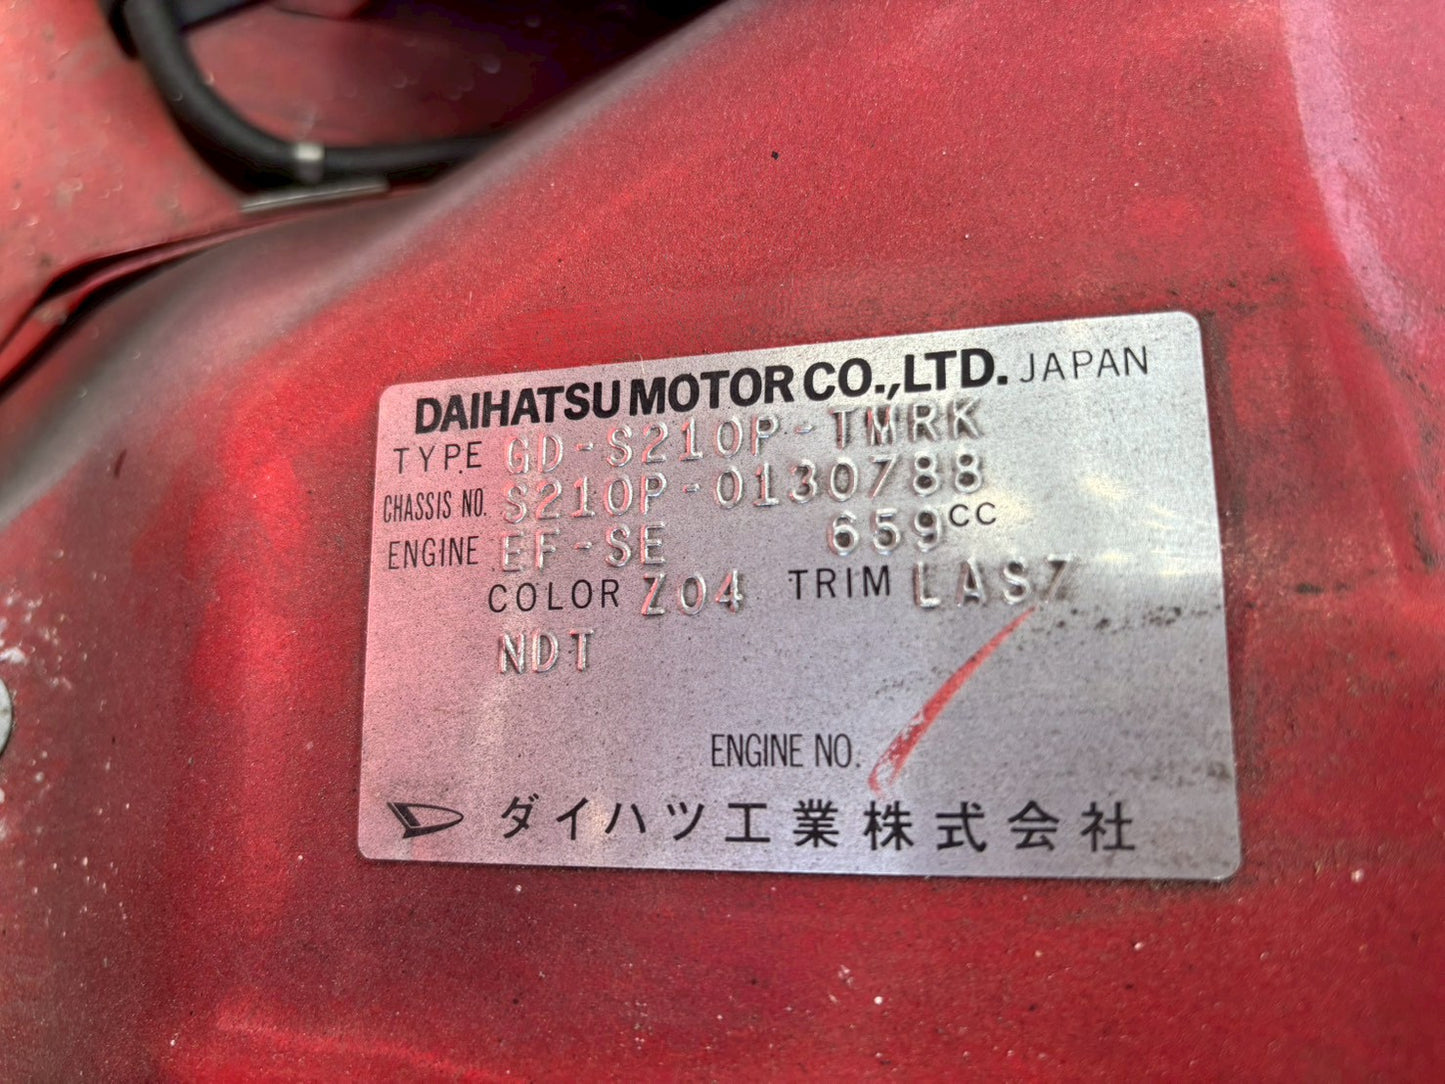 DAIHATSU MOTOR CO.,LTD. JAPAN
TYPE GD-S210P-TMRK
CHASSIS NO. S210P-0130788
ENGINE EF-SE 659CC
COLOR Z04 TRIM LASZ
NDT
ENGINE NO.
ダイハツ工業株式会社